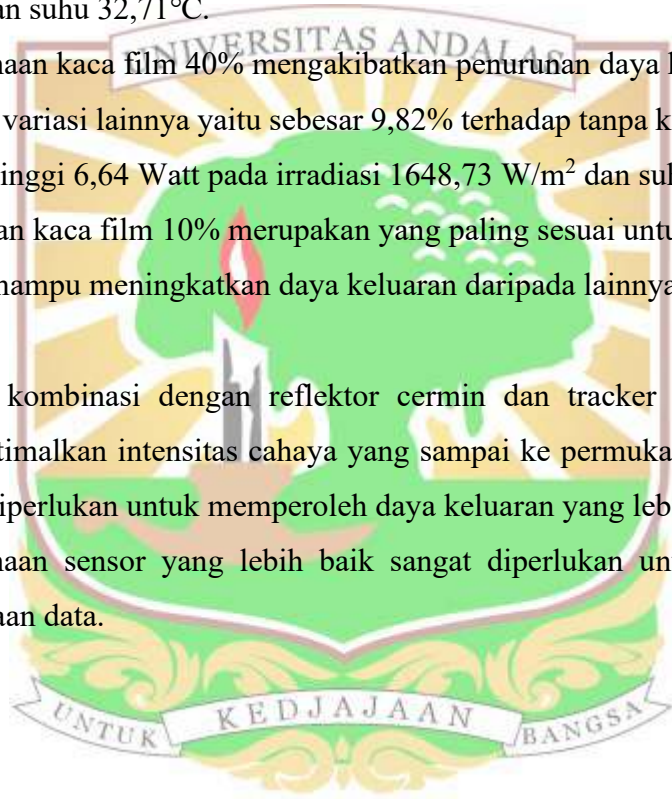 an suhu 32,71°C.
UNIVERSITAS ANDALAS
naan kaca film 40% mengakibatkan penurunan daya
variasi lainnya yaitu sebesar 9,82% terhadap tanpa k
inggi 6,64 Watt pada irradiasi 1648,73 W/m² dan su
an kaca film 10% merupakan yang paling sesuai untu
nampu meningkatkan daya keluaran daripada lainnya
kombinasi dengan reflektor cermin dan tracker
timalkan intensitas cahaya yang sampai ke permuka
iperlukan untuk memperoleh daya keluaran yang leb
naan sensor yang lebih baik sangat diperlukan un
aan data.
UNTUK KEDJAJAAN BANGSA